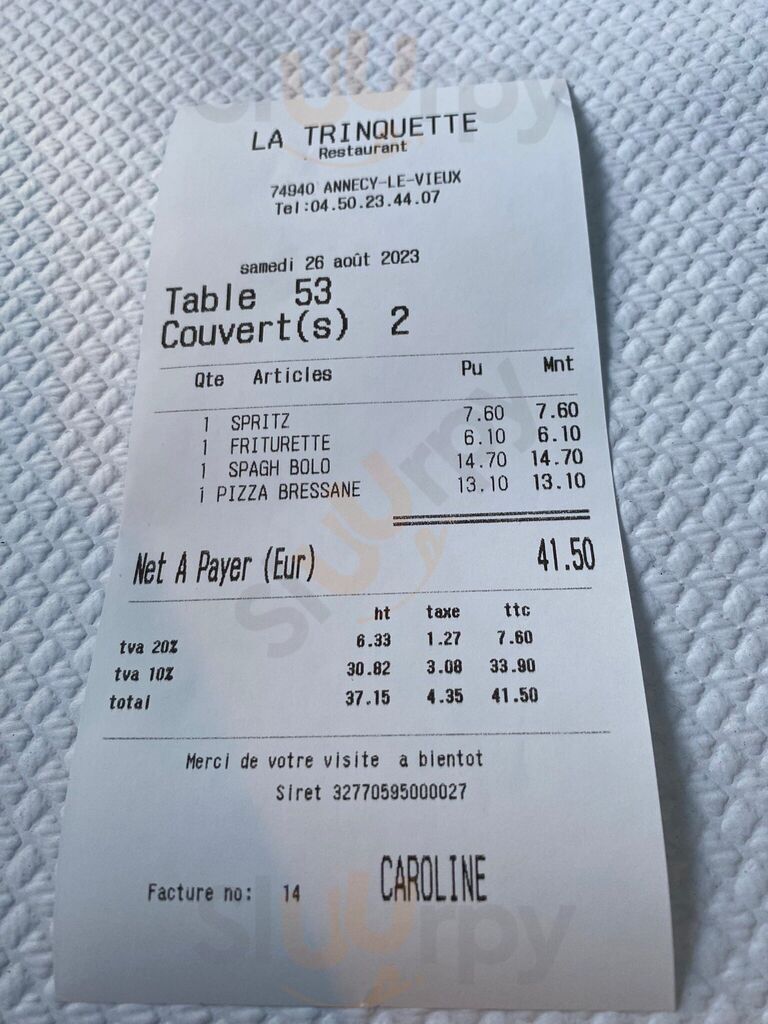 LA TRINQUETTE
Restaurant
74940 ANNECY-LE-VIEUX
Tel:04.50.23.44.07
samedi 26 août 2023
Table 53
Couvert(s) 2
Qte Articles Pu Mnt
1 SPRITZ 7.60 7.60
1 FRITURETTE 6.10 6.10
1 SPAGH BOLO 14.70 14.70
1 PIZZA BRESSANE 13.10 13.10
Net A Payer (Eur) 41.50
ht taxe ttc
tva 20% 6.33 1.27 7.60
tva 10% 30.82 3.08 33.90
total 37.15 4.35 41.50
Merci de votre visite a bientot
Siret 32770595000027
Facture no: 14 CAROLINE
sluurpy
sluurpy
sluurpy